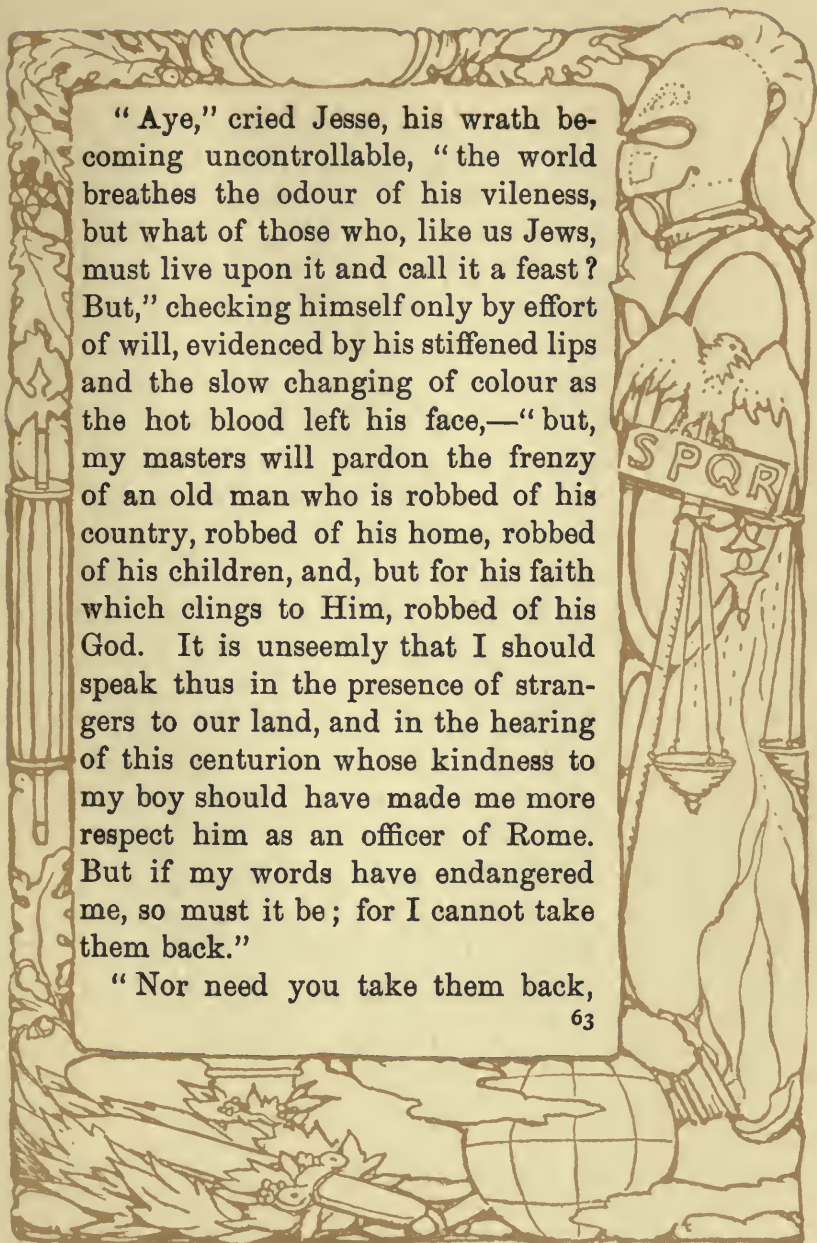 “Aye,” cried Jesse, his wrath be-
coming uncontrollable, “the world
breathes the odour of his vileness,
but what of those who, like us Jews,
must live upon it and call it a feast?
But,” checking himself only by effort
of will, evidenced by his stiffened lips
and the slow changing of colour as
the hot blood left his face,—“but,
my masters will pardon the frenzy
of an old man who is robbed of his
country, robbed of his home, robbed
of his children, and, but for his faith
which clings to Him, robbed of his
God. It is unseemly that I should
speak thus in the presence of stran-
gers to our land, and in the hearing
of this centurion whose kindness to
my boy should have made me more
respect him as an officer of Rome.
But if my words have endangered
me, so must it be; for I cannot take
them back.”
“Nor need you take them back,
63
SPQR